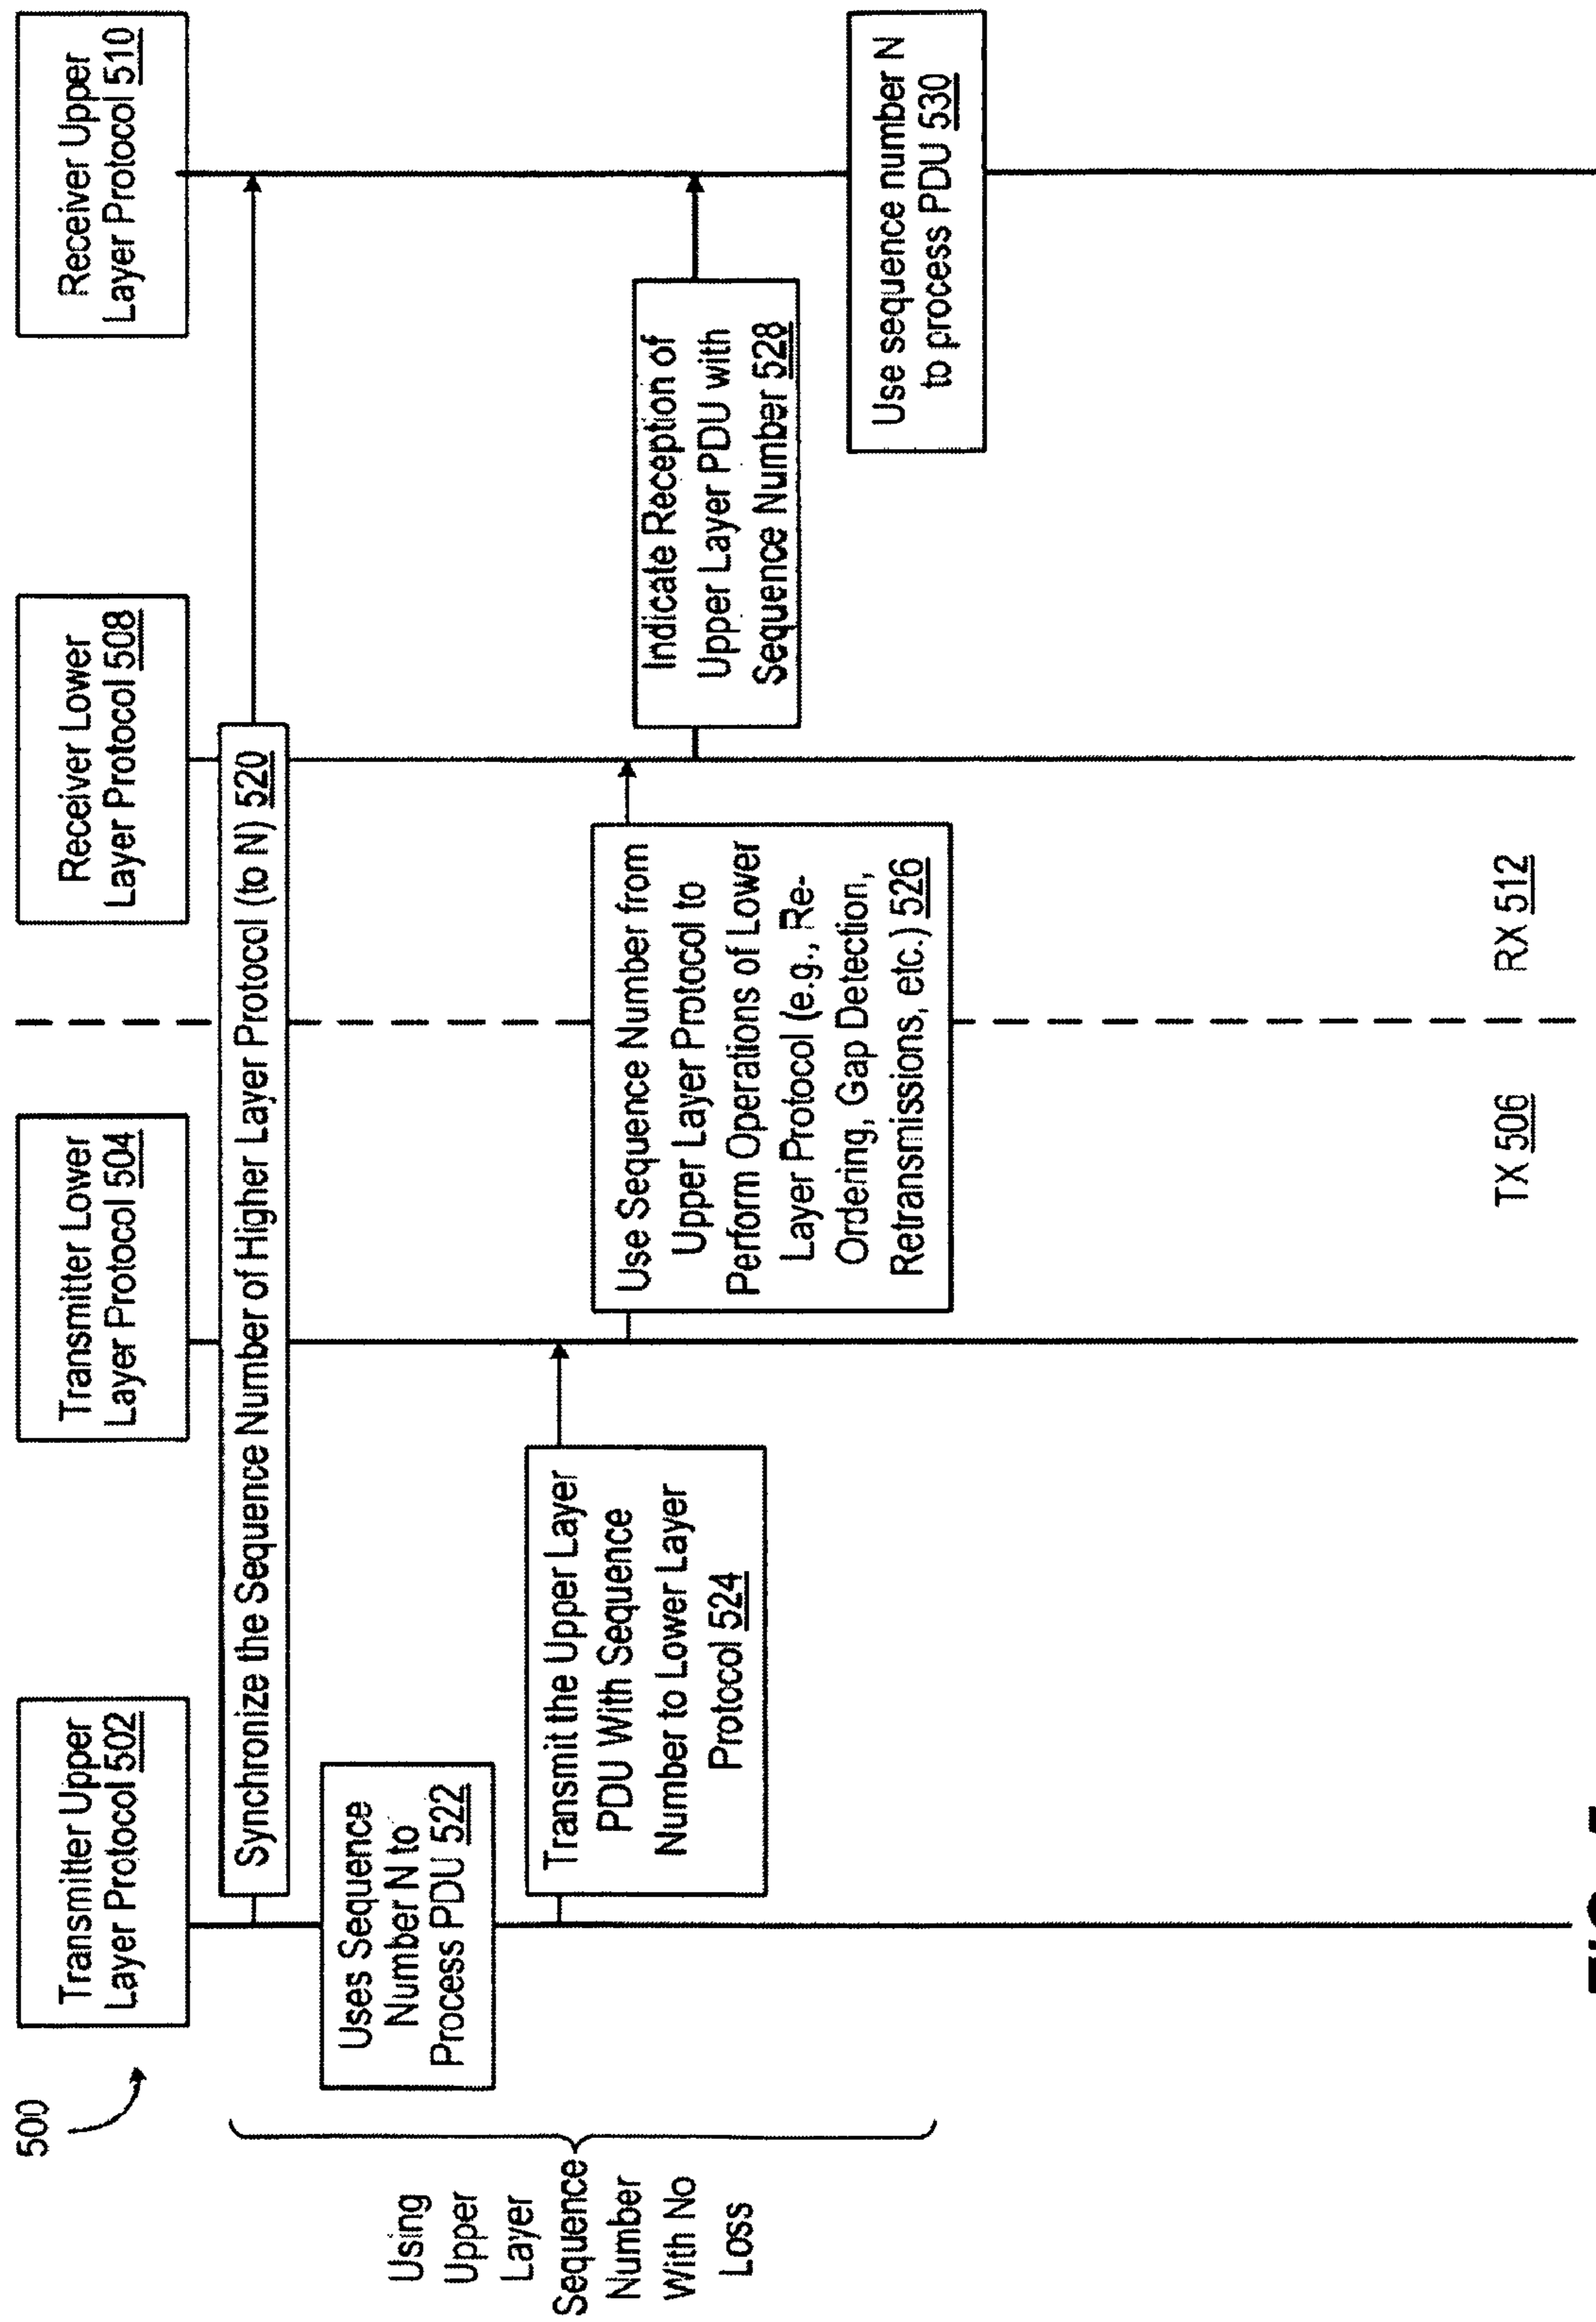 500
Transmitter Upper
Layer Protocol 502
Transmitter Lower
Layer Protocol 504
Receiver Lower
Layer Protocol 508
Receiver Upper
Layer Protocol 510
Synchronize the Sequence Number of Higher Layer Protocol (to N) 520
Uses Sequence
Number N to
Process PDU 522
Using
Upper
Layer
Sequence
Number
With No
Loss
Transmit the Upper Layer
PDU With Sequence
Number to Lower Layer
Protcol 524
Use Sequence Number from
Upper Layer Protocol to
Perform Operations of Lower
Layer Protocol (e.g., Re-
Ordering, Gap Detection,
Retransmissions, etc.) 526
Indicate Reception of
Upper Layer PDU with
Sequence Number 528
Use sequence number N
to process PDU 530
TX 506
RX 512